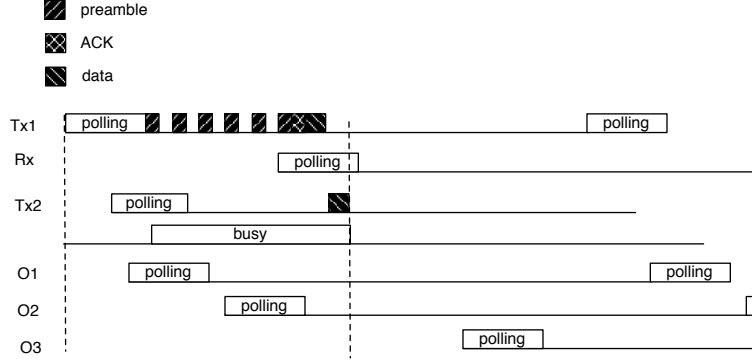 preamble
ACK
data
Tx1 polling polling
Rx polling
Tx2 polling
busy
O1 polling polling
O2 polling
O3 polling